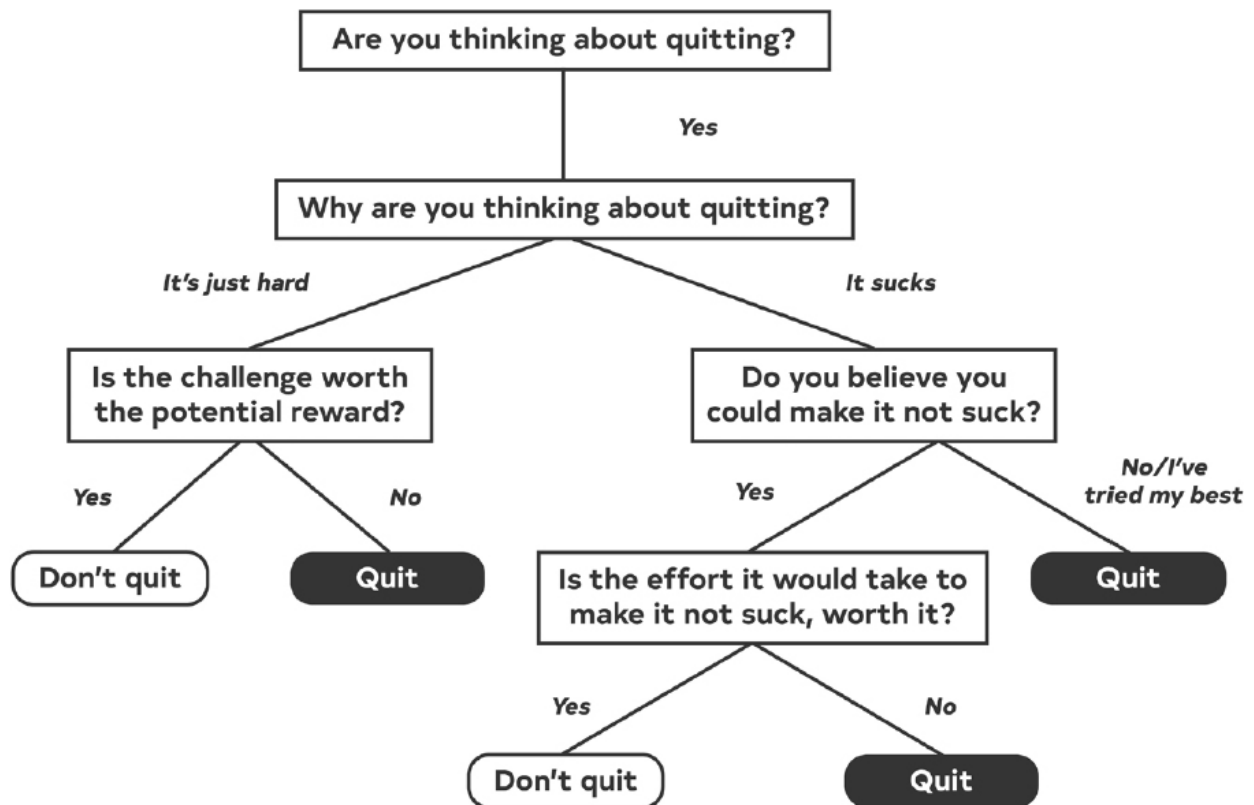 Are you thinking about quitting?
Yes
Why are you thinking about quitting?
It's just hard
It sucks
Is the challenge worth
the potential reward?
Do you believe you
could make it not suck?
Yes
No
Yes
No/I've
tried my best
Don't quit
Quit
Is the effort it would take to
make it not suck, worth it?
Quit
Yes
No
Don't quit
Quit